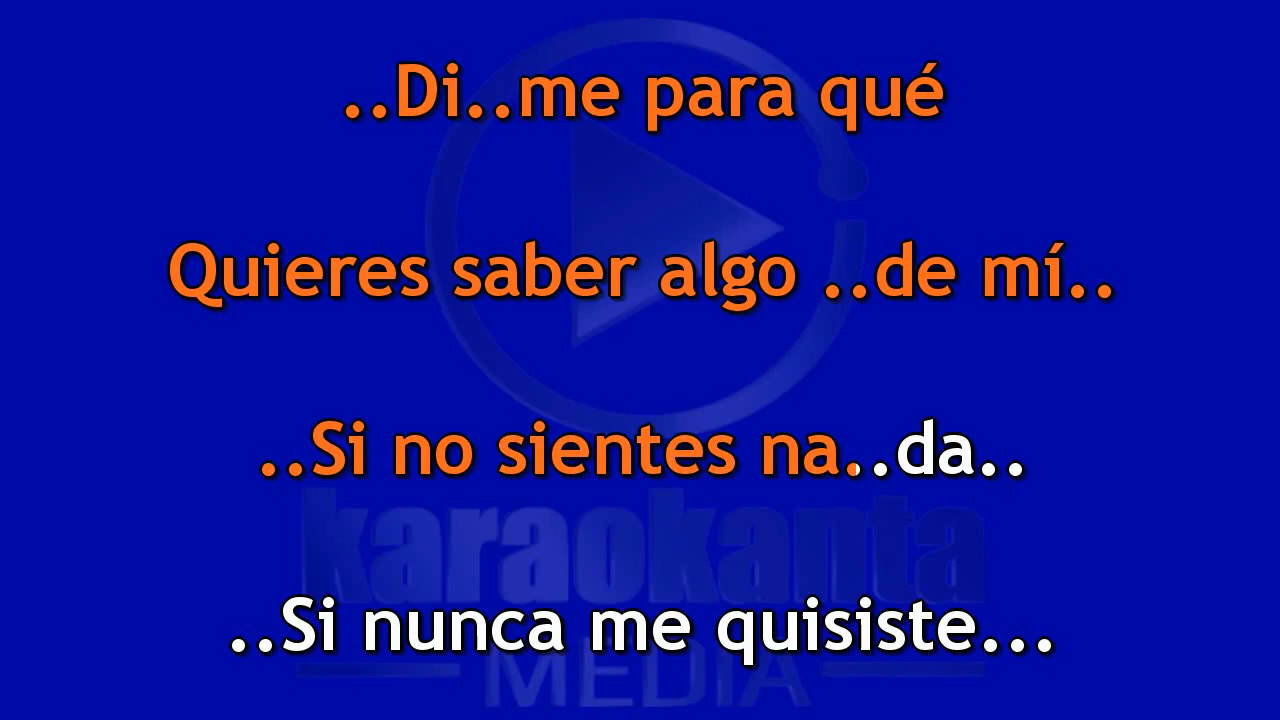 ..Di..me para qué
Quieres saber algo ..de mí..
..Si no sientes na..da..
karaokanta
..Si nunca me quisiste...
MEDIA